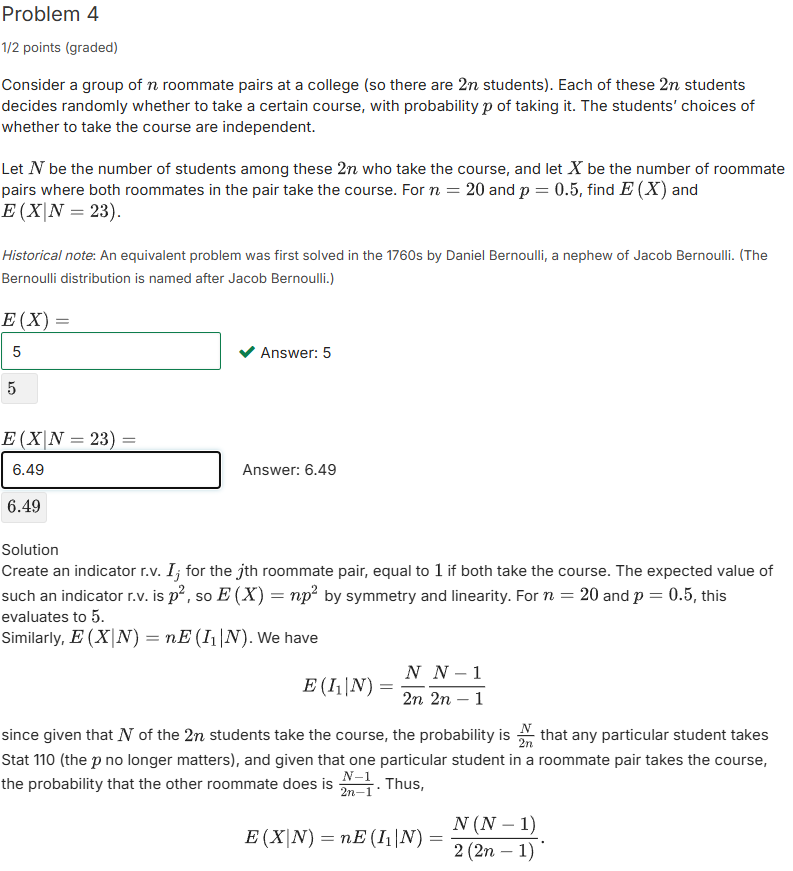 Problem 4
1/2 points (graded)
Consider a group of n roommate pairs at a college (so there are 2n students). Each of these 2n students
decides randomly whether to take a certain course, with probability p of taking it. The students' choices of
whether to take the course are independent.
Let N be the number of students among these 2n who take the course, and let X be the number of roommate
pairs where both roommates in the pair take the course. For n = 20 and p = 0.5, find E (X) and
E (X|N = 23).
Historical note: An equivalent problem was first solved in the 1760s by Daniel Bernoulli, a nephew of Jacob Bernoulli. (The
Bernoulli distribution is named after Jacob Bernoulli.)
E (X) =
5
✔ Answer: 5
5
E (X|N = 23) =
6.49
Answer: 6.49
6.49
Solution
Create an indicator r.v. I_j for the jth roommate pair, equal to 1 if both take the course. The expected value of
such an indicator r.v. is p², so E (X) = np² by symmetry and linearity. For n = 20 and p = 0.5, this
evaluates to 5.
Similarly, E (X|N) = nE (I₁|N). We have
E (I₁|N) = \frac{N}{2n} \frac{N − 1}{2n − 1}
since given that N of the 2n students take the course, the probability is \frac{N}{2n} that any particular student takes
Stat 110 (the p no longer matters), and given that one particular student in a roommate pair takes the course,
the probability that the other roommate does is \frac{N−1}{2n−1}. Thus,
E (X|N) = nE (I₁|N) = \frac{N (N − 1)}{2 (2n − 1)}.